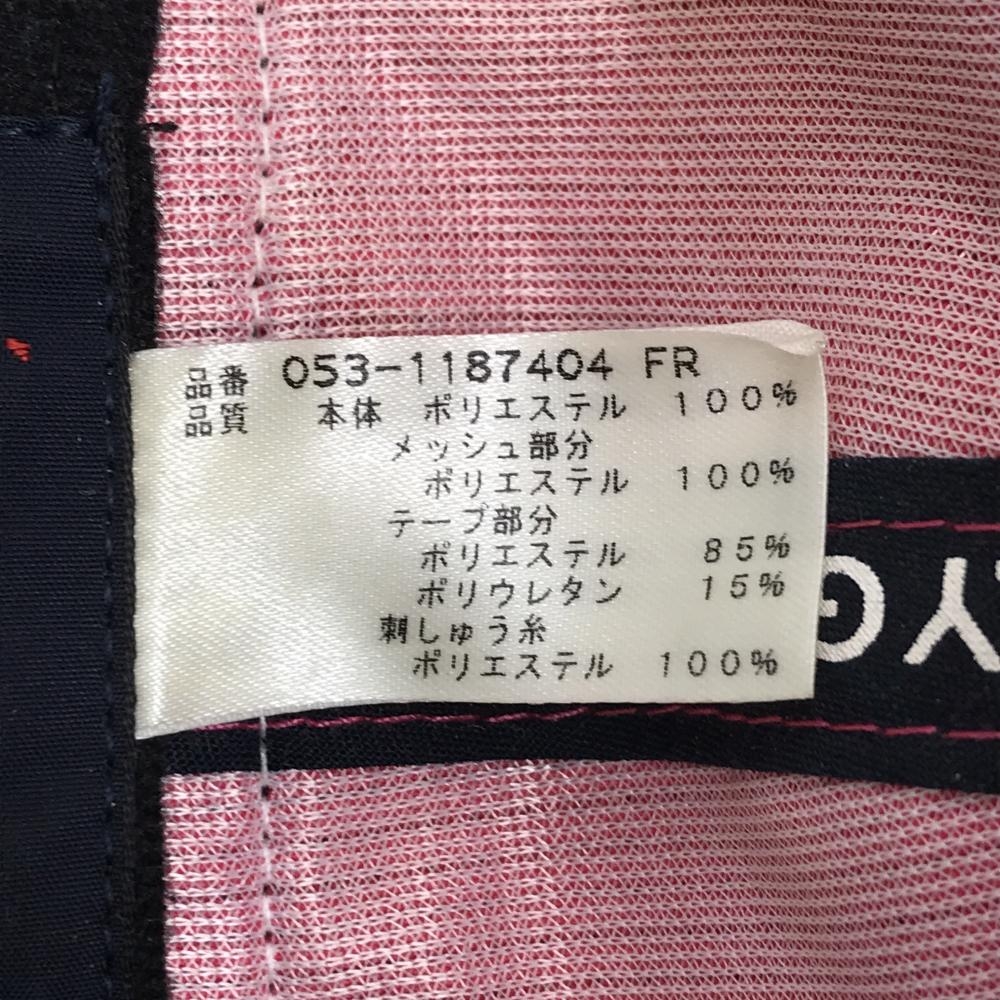 品番 053-1187404 FR
品質 本体 ポリエステル 100%
メッシュ部分
ポリエステル 100%
テープ部分
ポリエステル 85%
ポリウレタン 15%
刺しゅう糸
ポリエステル 100%